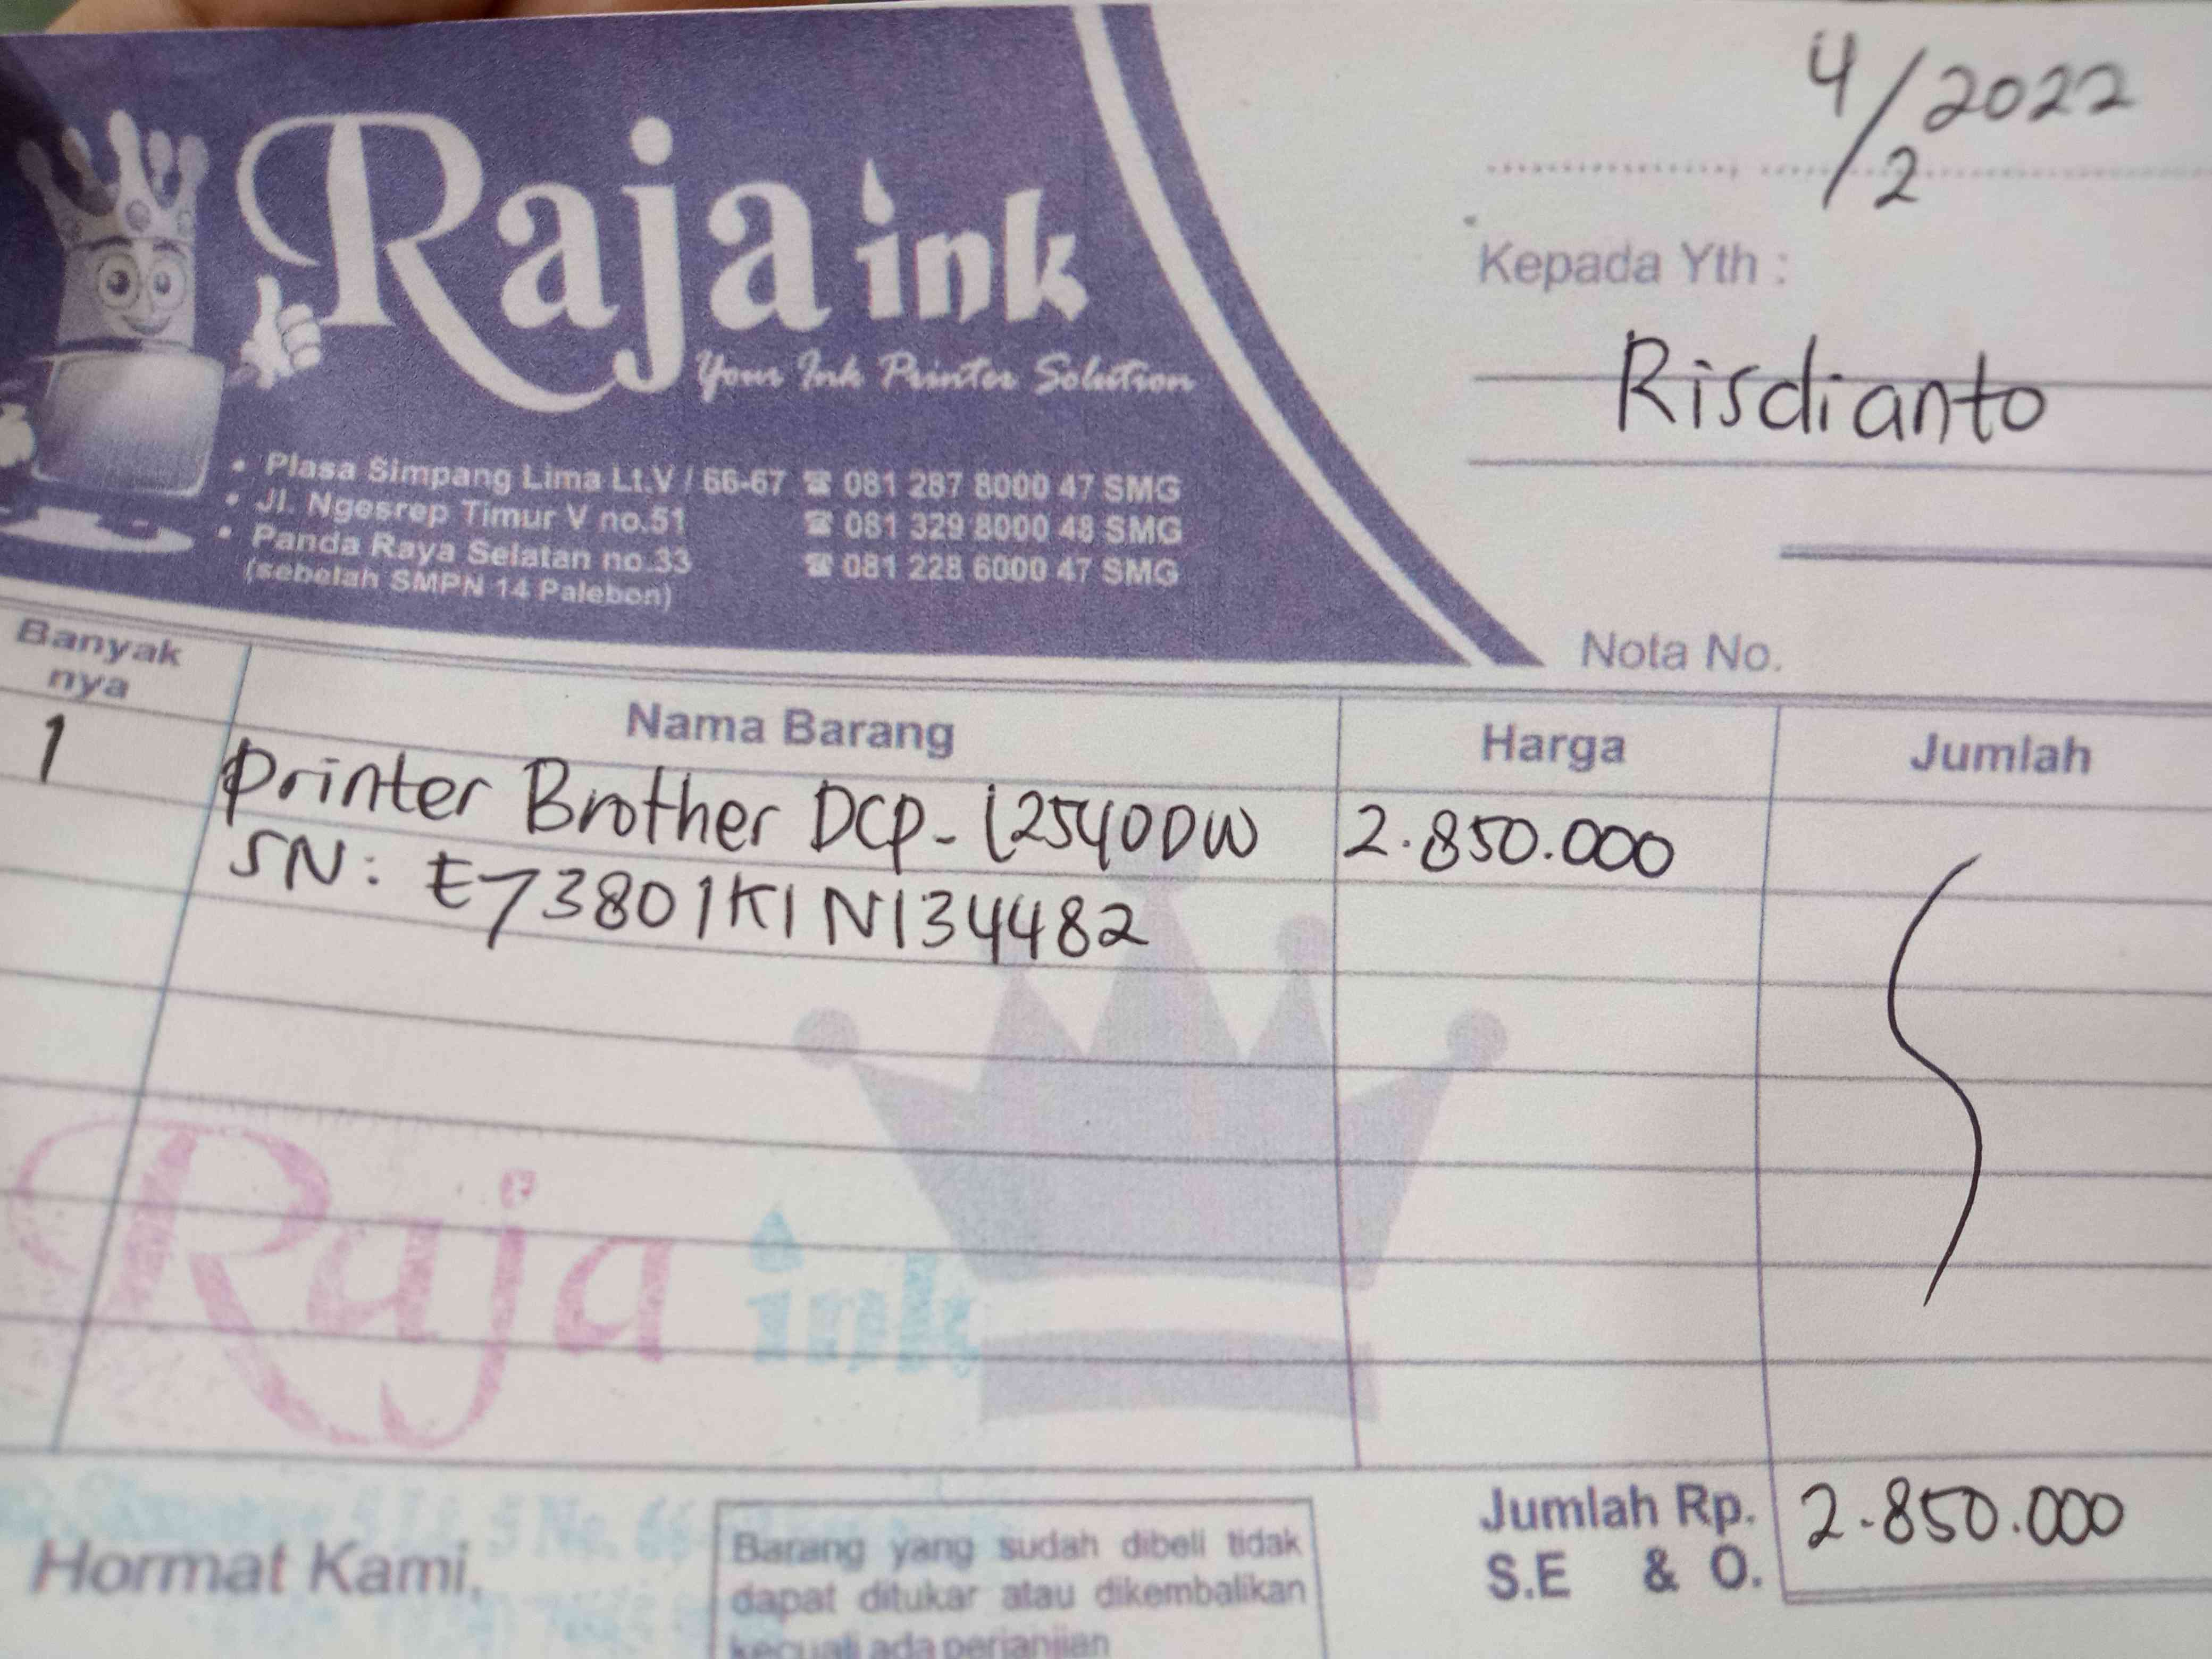 Raja ink
Your Ink Printer Solution
• Plasa Simpang Lima Lt.V / 66-67 ☎ 081 287 8000 47 SMG
• Jl. Ngesrep Timur V no.51 ☎ 081 329 8000 48 SMG
• Panda Raya Selatan no.33 ☎ 081 228 6000 47 SMG
(sebelah SMPN 14 Palebon)
4/2 2022
Kepada Yth :
Risdianto
Nota No.
Banyak nya Nama Barang Harga Jumlah
1 Printer Brother DCP-L2540DW 2.850.000
SN: E73801K1N134482
Raja ink
Jumlah Rp. 2.850.000
S.E & O.
Hormat Kami,
Barang yang sudah dibeli tidak
dapat ditukar atau dikembalikan
kecuali ada perjanjian